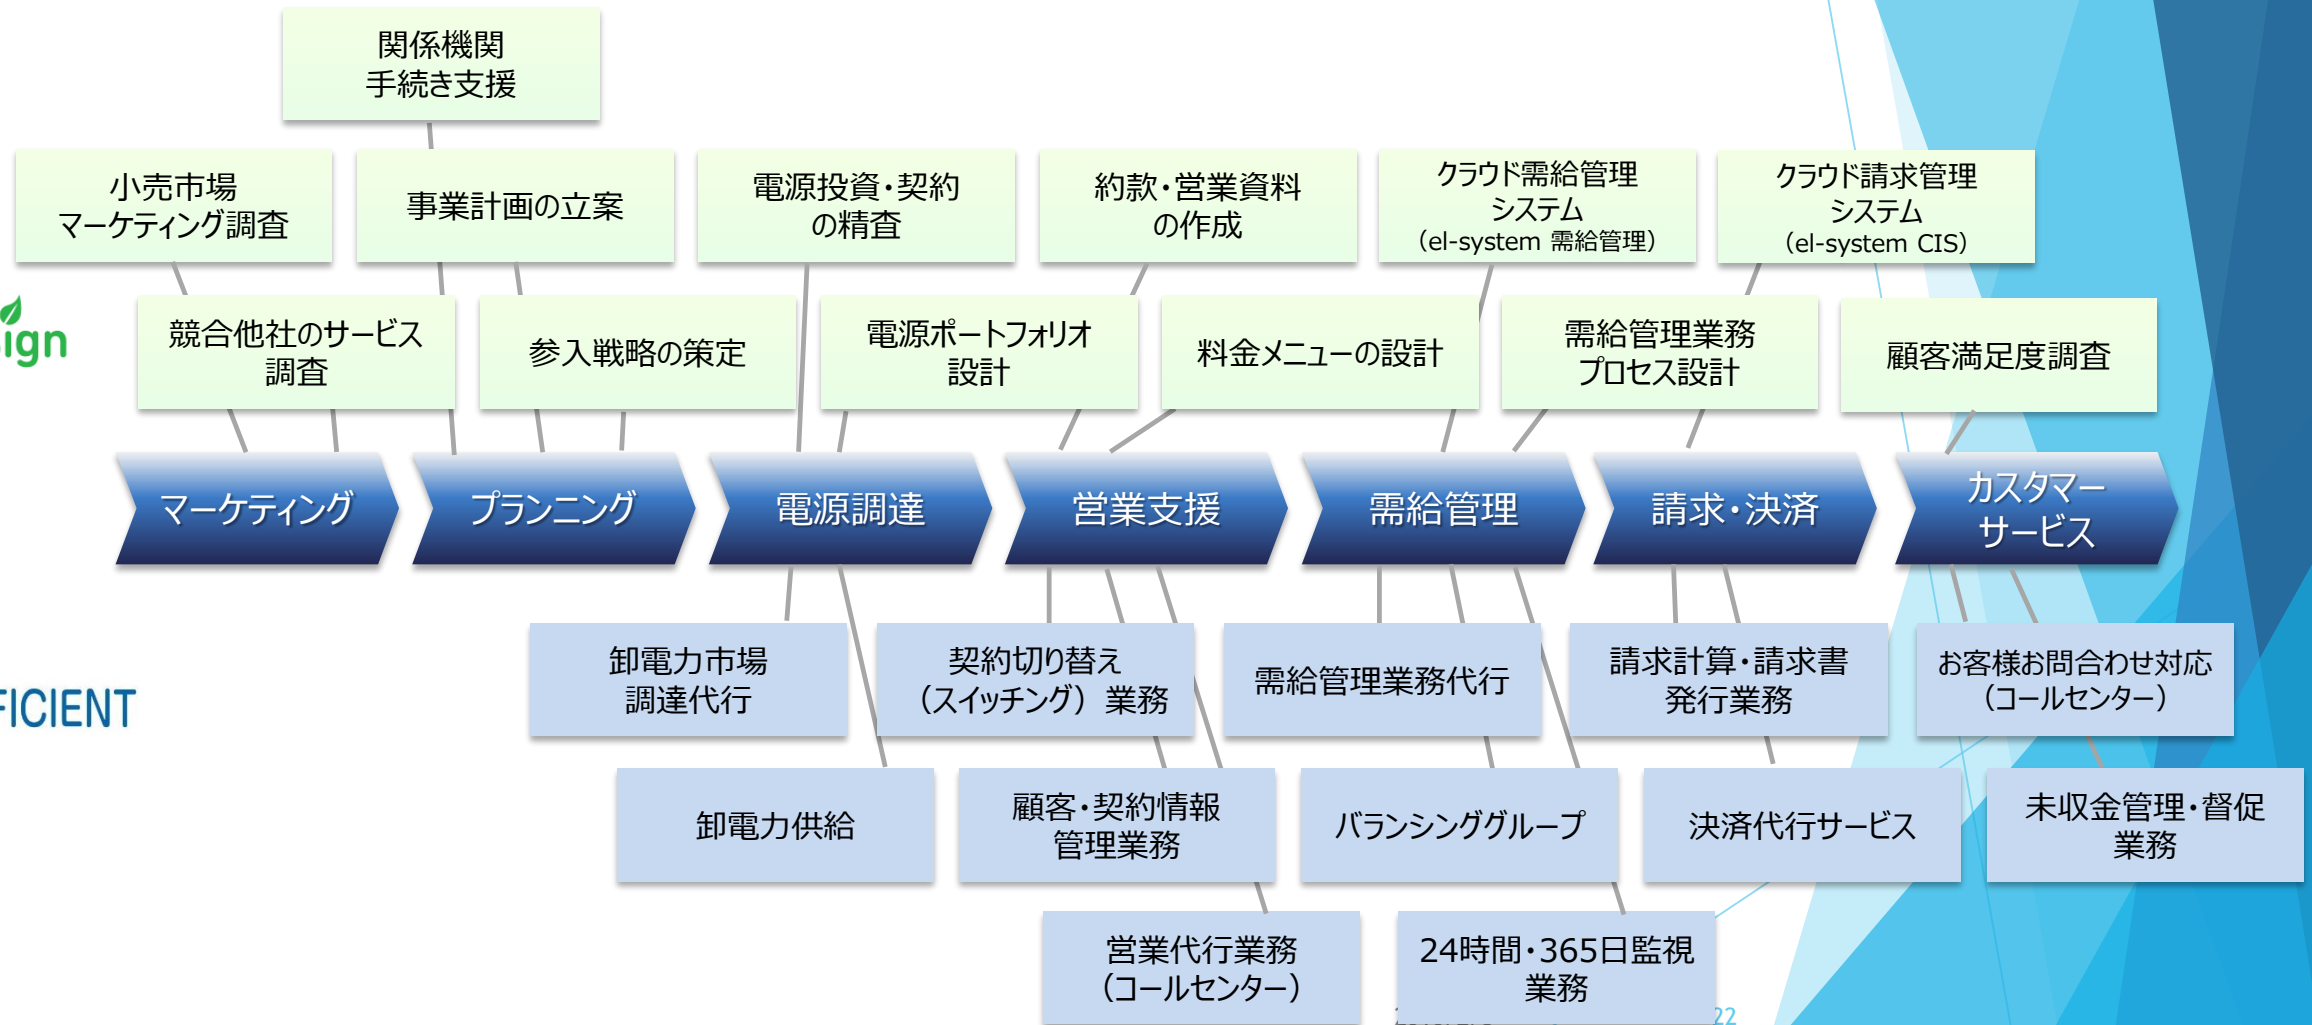 関係機関
手続き支援
小売市場
マーケティング調査
事業計画の立案
電源投資・契約
の精査
約款・営業資料
の作成
クラウド需給管理
システム
（el-system 需給管理）
クラウド請求管理
システム
（el-system CIS）
ign
競合他社のサービス
調査
参入戦略の策定
電源ポートフォリオ
設計
料金メニューの設計
需給管理業務
プロセス設計
顧客満足度調査
マーケティング
プランニング
電源調達
営業支援
需給管理
請求・決済
カスタマー
サービス
卸電力市場
調達代行
契約切り替え
（スイッチング）業務
需給管理業務代行
請求計算・請求書
発行業務
お客様お問合わせ対応
（コールセンター）
FICIENT
卸電力供給
顧客・契約情報
管理業務
バランシンググループ
決済代行サービス
未収金管理・督促
業務
営業代行業務
（コールセンター）
24時間・365日監視
業務
22